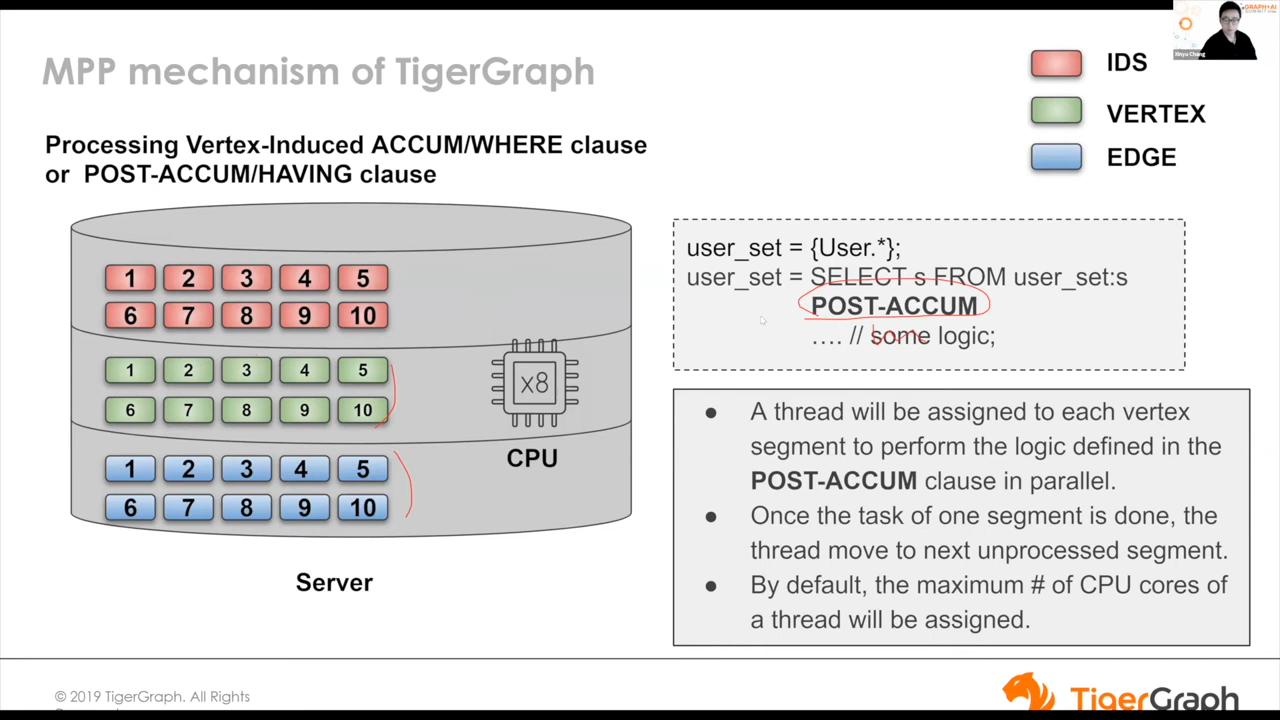 MPP mechanism of TigerGraph
GRAPH+AI
Xinyu Chang
IDS
VERTEX
EDGE
Processing Vertex-Induced ACCUM/WHERE clause
or POST-ACCUM/HAVING clause
1 2 3 4 5
6 7 8 9 10
1 2 3 4 5
6 7 8 9 10
1 2 3 4 5
6 7 8 9 10
x8
CPU
Server
user_set = {User.*};
user_set = SELECT s FROM user_set:s
POST-ACCUM
…. // some logic;
● A thread will be assigned to each vertex
segment to perform the logic defined in the
POST-ACCUM clause in parallel.
● Once the task of one segment is done, the
thread move to next unprocessed segment.
● By default, the maximum # of CPU cores of
a thread will be assigned.
© 2019 TigerGraph. All Rights
TigerGraph